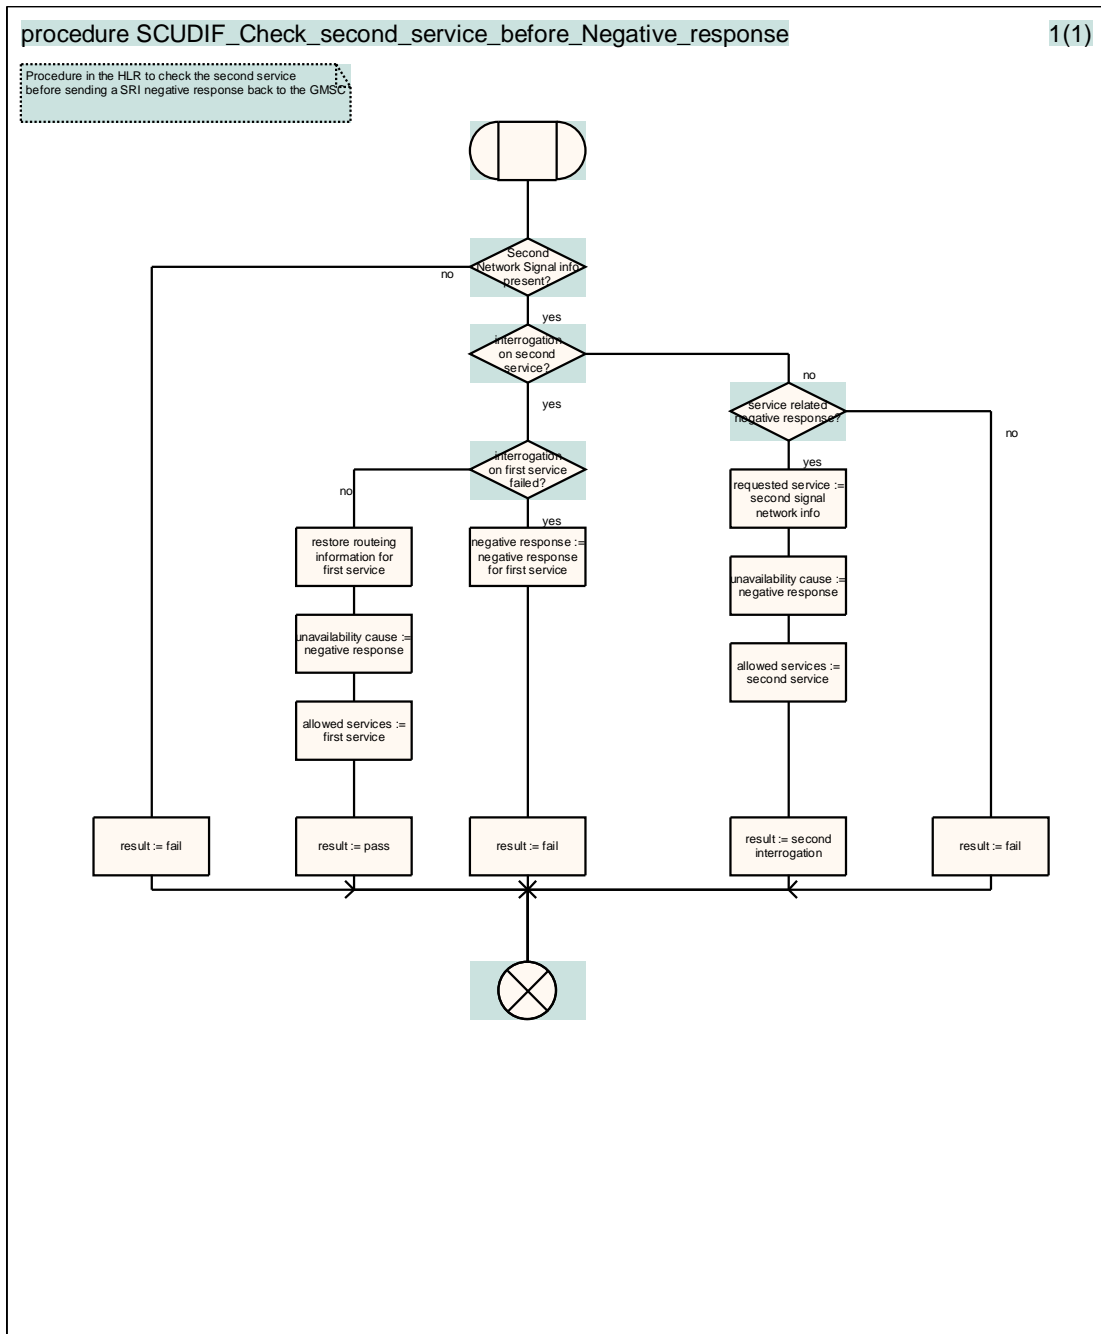 procedure SCUDIF_Check_second_service_before_Negative_response
1(1)
Procedure in the HLR to check the second service
before sending a SRI negative response back to the GMSC
Second
Network Signal info
present?
no
yes
interrogation
on second
service?
no
yes
service related
negative response?
no
yes
interrogation
on first service
failed?
no
yes
requested service :=
second signal
network info
restore routeing
information for
first service
negative response :=
negative response
for first service
unavailability cause :=
negative response
unavailability cause :=
negative response
allowed services :=
second service
allowed services :=
first service
result := fail
result := pass
result := fail
result := second
interrogation
result := fail